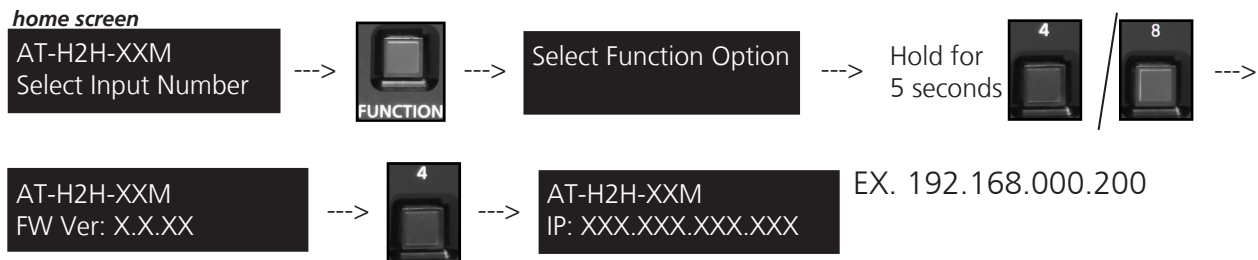 home screen
AT-H2H-XXM
Select Input Number
--->
FUNCTION
--->
Select Function Option
--->
Hold for
5 seconds
4
/
8
--->
AT-H2H-XXM
FW Ver: X.X.XX
--->
4
--->
AT-H2H-XXM
IP: XXX.XXX.XXX.XXX
EX. 192.168.000.200